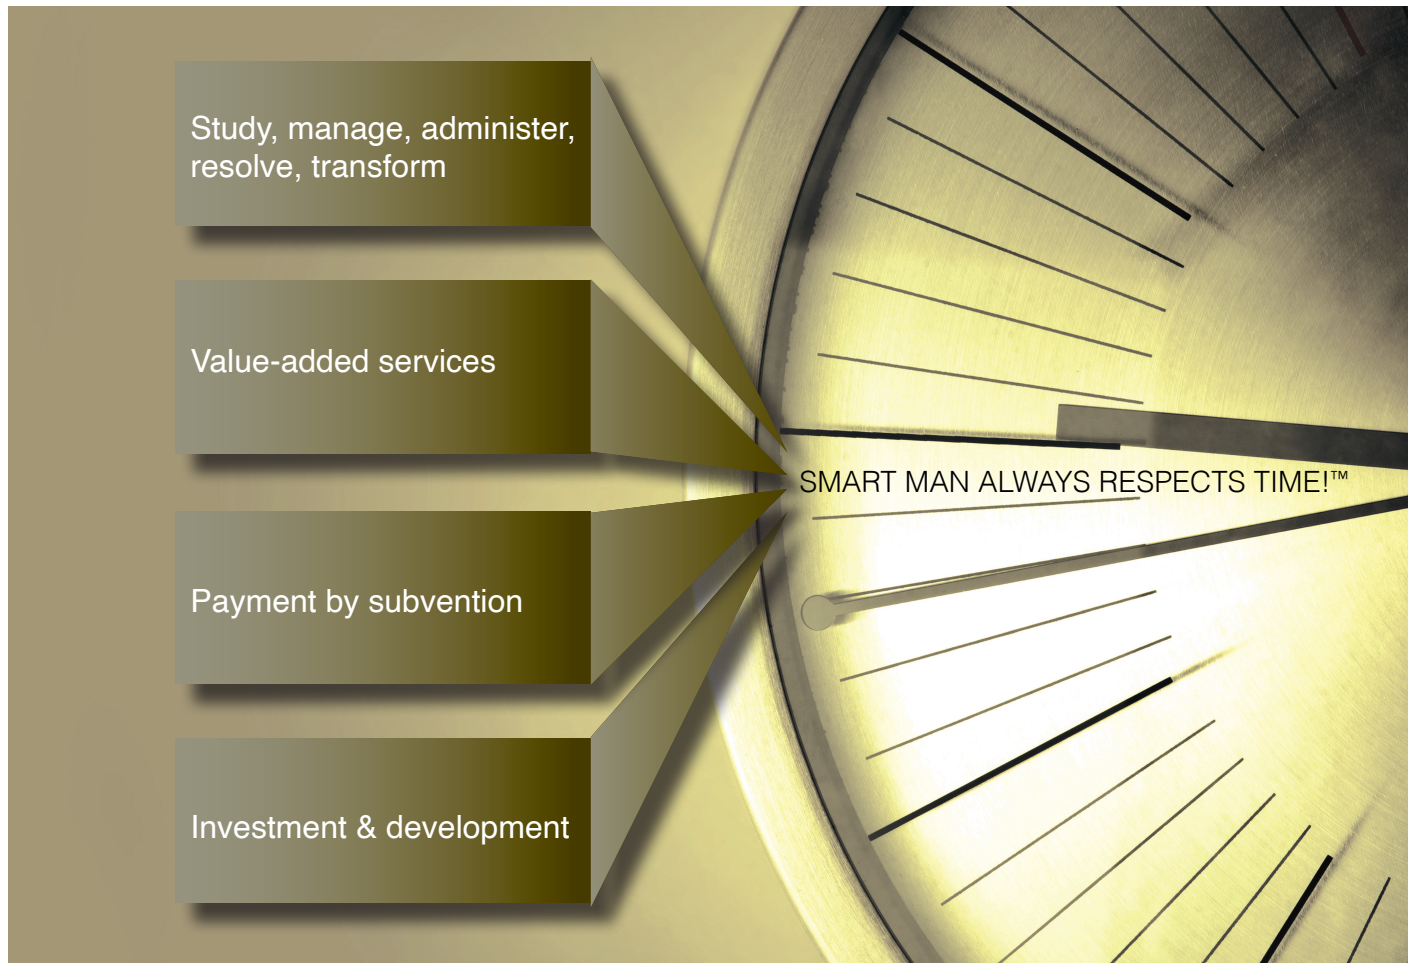 Study, manage, administer,
resolve, transform
Value-added services
SMART MAN ALWAYS RESPECTS TIME!™
Payment by subvention
Investment & development